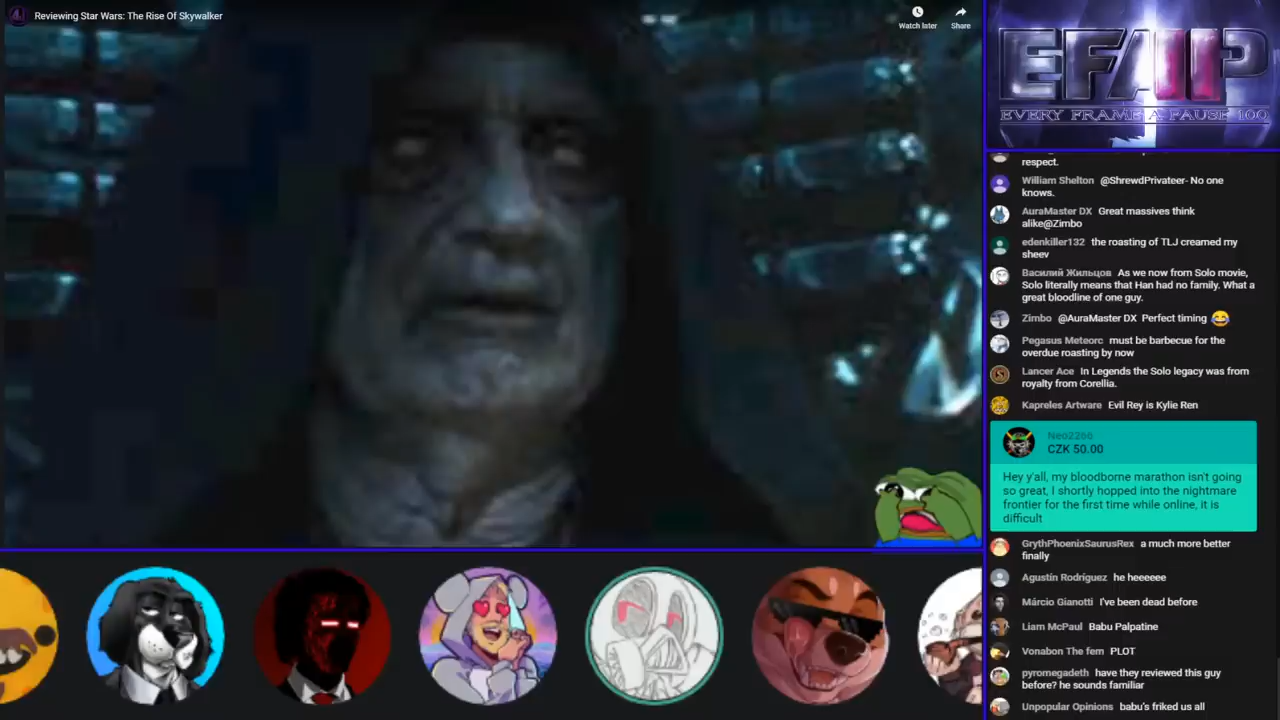 Reviewing Star Wars: The Rise Of Skywalker
Watch later
Share
EFAP
EVERY FRAME A PAUSE 100
respect.
William Shelton @ShrewdPrivateer- No one
knows.
AuraMaster DX Great massives think
alike@Zimbo
edenkiller132 the roasting of TLJ creamed my
sheev
Василий Жильцов As we now from Solo movie,
Solo literally means that Han had no family. What a
great bloodline of one guy.
Zimbo @AuraMaster DX Perfect timing 😂
Pegasus Meteorc must be barbecue for the
overdue roasting by now
Lancer Ace In Legends the Solo legacy was from
royalty from Corellia.
Kapreles Artware Evil Rey is Kylie Ren
Neo2266
CZK 50.00
Hey y'all, my bloodborne marathon isn't going
so great, I shortly hopped into the nightmare
frontier for the first time while online, it is
difficult
GrythPhoenixSaurusRex a much more better
finally
Agustín Rodríguez he heeeeee
Márcio Gianotti I've been dead before
Liam McPaul Babu Palpatine
Vonabon The fem PLOT
pyromegadeth have they reviewed this guy
before? he sounds familiar
Unpopular Opinions babu's friked us all